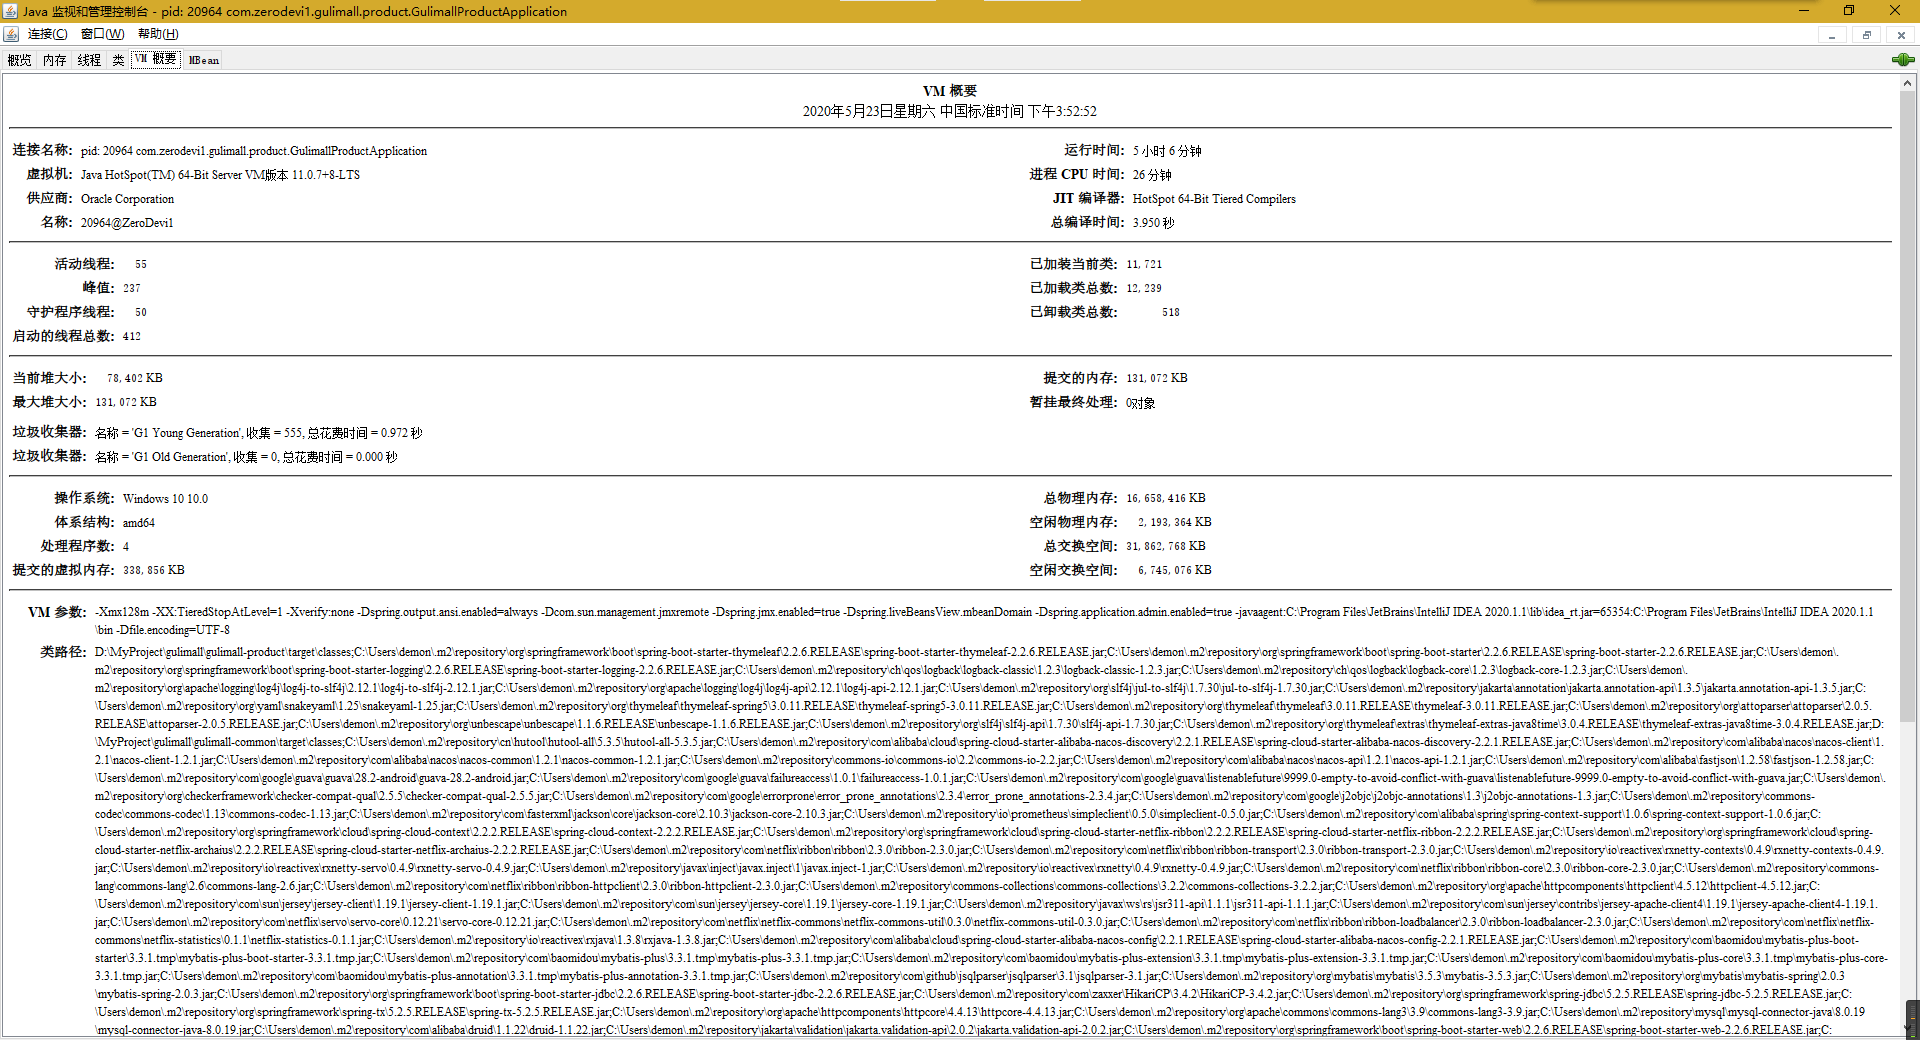 Java 监视和管理控制台 - pid: 20964 com.zerodevi1.gulimall.product.GulimallProductApplication
连接(C) 窗口(W) 帮助(H)
概览 内存 线程 类 VM 概要 MBean
VM 概要
2020年5月23日星期六 中国标准时间 下午3:52:52
连接名称: pid: 20964 com.zerodevi1.gulimall.product.GulimallProductApplication
运行时间: 5 小时 6 分钟
虚拟机: Java HotSpot(TM) 64-Bit Server VM版本 11.0.7+8-LTS
进程 CPU 时间: 26 分钟
供应商: Oracle Corporation
JIT 编译器: HotSpot 64-Bit Tiered Compilers
名称: 20964@ZeroDevi1
总编译时间: 3.950 秒
活动线程: 55
已加装当前类: 11,721
峰值: 237
已加载类总数: 12,239
守护程序线程: 50
已卸载类总数: 518
启动的线程总数: 412
当前堆大小: 78,402 KB
提交的内存: 131,072 KB
最大堆大小: 131,072 KB
暂挂最终处理: 0对象
垃圾收集器: 名称 = 'G1 Young Generation', 收集 = 555, 总花费时间 = 0.972 秒
垃圾收集器: 名称 = 'G1 Old Generation', 收集 = 0, 总花费时间 = 0.000 秒
操作系统: Windows 10 10.0
总物理内存: 16,658,416 KB
体系结构: amd64
空闲物理内存: 2,193,364 KB
处理程序数: 4
总交换空间: 31,862,768 KB
提交的虚拟内存: 338,856 KB
空闲交换空间: 6,745,076 KB
VM 参数: -Xmx128m -XX:TieredStopAtLevel=1 -Xverify:none -Dspring.output.ansi.enabled=always -Dcom.sun.management.jmxremote -Dspring.jmx.enabled=true -Dspring.liveBeansView.mbeanDomain -Dspring.application.admin.enabled=true -javaagent:C:\Program Files\JetBrains\IntelliJ IDEA 2020.1.1\lib\idea_rt.jar=65354:C:\Program Files\JetBrains\IntelliJ IDEA 2020.1.1
\bin -Dfile.encoding=UTF-8
类路径: D:\MyProject\gulimall\gulimall-product\target\classes;C:\Users\demon\.m2\repository\org\springframework\boot\spring-boot-starter-thymeleaf\2.2.6.RELEASE\spring-boot-starter-thymeleaf-2.2.6.RELEASE.jar;C:\Users\demon\.m2\repository\org\springframework\boot\spring-boot-starter\2.2.6.RELEASE\spring-boot-starter-2.2.6.RELEASE.jar;C:\Users\demon\.
m2\repository\org\springframework\boot\spring-boot-starter-logging\2.2.6.RELEASE\spring-boot-starter-logging-2.2.6.RELEASE.jar;C:\Users\demon\.m2\repository\ch\qos\logback\logback-classic\1.2.3\logback-classic-1.2.3.jar;C:\Users\demon\.m2\repository\ch\qos\logback\logback-core\1.2.3\logback-core-1.2.3.jar;C:\Users\demon\.
m2\repository\org\apache\logging\log4j\log4j-to-slf4j\2.12.1\log4j-to-slf4j-2.12.1.jar;C:\Users\demon\.m2\repository\org\apache\logging\log4j\log4j-api\2.12.1\log4j-api-2.12.1.jar;C:\Users\demon\.m2\repository\org\slf4j\jul-to-slf4j\1.7.30\jul-to-slf4j-1.7.30.jar;C:\Users\demon\.m2\repository\jakarta\annotation\jakarta.annotation-api\1.3.5\jakarta.annotation-api-1.3.5.jar;C:
\Users\demon\.m2\repository\org\yaml\snakeyaml\1.25\snakeyaml-1.25.jar;C:\Users\demon\.m2\repository\org\thymeleaf\thymeleaf-spring5\3.0.11.RELEASE\thymeleaf-spring5-3.0.11.RELEASE.jar;C:\Users\demon\.m2\repository\org\thymeleaf\thymeleaf\3.0.11.RELEASE\thymeleaf-3.0.11.RELEASE.jar;C:\Users\demon\.m2\repository\org\attoparser\attoparser\2.0.5.
RELEASE\attoparser-2.0.5.RELEASE.jar;C:\Users\demon\.m2\repository\org\unbescape\unbescape\1.1.6.RELEASE\unbescape-1.1.6.RELEASE.jar;C:\Users\demon\.m2\repository\org\slf4j\slf4j-api\1.7.30\slf4j-api-1.7.30.jar;C:\Users\demon\.m2\repository\org\thymeleaf\extras\thymeleaf-extras-java8time\3.0.4.RELEASE\thymeleaf-extras-java8time-3.0.4.RELEASE.jar;D:
\MyProject\gulimall\gulimall-common\target\classes;C:\Users\demon\.m2\repository\cn\hutool\hutool-all\5.3.5\hutool-all-5.3.5.jar;C:\Users\demon\.m2\repository\com\alibaba\cloud\spring-cloud-starter-alibaba-nacos-discovery\2.2.1.RELEASE\spring-cloud-starter-alibaba-nacos-discovery-2.2.1.RELEASE.jar;C:\Users\demon\.m2\repository\com\alibaba\nacos\nacos-client\1.
2.1\nacos-client-1.2.1.jar;C:\Users\demon\.m2\repository\com\alibaba\nacos\nacos-common\1.2.1\nacos-common-1.2.1.jar;C:\Users\demon\.m2\repository\commons-io\commons-io\2.2\commons-io-2.2.jar;C:\Users\demon\.m2\repository\com\alibaba\nacos\nacos-api\1.2.1\nacos-api-1.2.1.jar;C:\Users\demon\.m2\repository\com\alibaba\fastjson\1.2.58\fastjson-1.2.58.jar;C:
\Users\demon\.m2\repository\com\google\guava\guava\28.2-android\guava-28.2-android.jar;C:\Users\demon\.m2\repository\com\google\guava\failureaccess\1.0.1\failureaccess-1.0.1.jar;C:\Users\demon\.m2\repository\com\google\guava\listenablefuture\9999.0-empty-to-avoid-conflict-with-guava\listenablefuture-9999.0-empty-to-avoid-conflict-with-guava.jar;C:\Users\demon\.
m2\repository\org\checkerframework\checker-compat-qual\2.5.5\checker-compat-qual-2.5.5.jar;C:\Users\demon\.m2\repository\com\google\errorprone\error_prone_annotations\2.3.4\error_prone_annotations-2.3.4.jar;C:\Users\demon\.m2\repository\com\google\j2objc\j2objc-annotations\1.3\j2objc-annotations-1.3.jar;C:\Users\demon\.m2\repository\commons-
codec\commons-codec\1.13\commons-codec-1.13.jar;C:\Users\demon\.m2\repository\com\fasterxml\jackson\core\jackson-core\2.10.3\jackson-core-2.10.3.jar;C:\Users\demon\.m2\repository\io\prometheus\simpleclient\0.5.0\simpleclient-0.5.0.jar;C:\Users\demon\.m2\repository\com\alibaba\spring\spring-context-support\1.0.6\spring-context-support-1.0.6.jar;C:
\Users\demon\.m2\repository\org\springframework\cloud\spring-cloud-context\2.2.2.RELEASE\spring-cloud-context-2.2.2.RELEASE.jar;C:\Users\demon\.m2\repository\org\springframework\cloud\spring-cloud-starter-netflix-ribbon\2.2.2.RELEASE\spring-cloud-starter-netflix-ribbon-2.2.2.RELEASE.jar;C:\Users\demon\.m2\repository\org\springframework\cloud\spring-
cloud-starter-netflix-archaius\2.2.2.RELEASE\spring-cloud-starter-netflix-archaius-2.2.2.RELEASE.jar;C:\Users\demon\.m2\repository\com\netflix\ribbon\ribbon\2.3.0\ribbon-2.3.0.jar;C:\Users\demon\.m2\repository\com\netflix\ribbon\ribbon-transport\2.3.0\ribbon-transport-2.3.0.jar;C:\Users\demon\.m2\repository\io\reactivex\rxnetty-contexts\0.4.9\rxnetty-contexts-0.4.9.
jar;C:\Users\demon\.m2\repository\io\reactivex\rxnetty-servo\0.4.9\rxnetty-servo-0.4.9.jar;C:\Users\demon\.m2\repository\javax\inject\javax.inject\1\javax.inject-1.jar;C:\Users\demon\.m2\repository\io\reactivex\rxnetty\0.4.9\rxnetty-0.4.9.jar;C:\Users\demon\.m2\repository\com\netflix\ribbon\ribbon-core\2.3.0\ribbon-core-2.3.0.jar;C:\Users\demon\.m2\repository\commons-
lang\commons-lang\2.6\commons-lang-2.6.jar;C:\Users\demon\.m2\repository\com\netflix\ribbon\ribbon-httpclient\2.3.0\ribbon-httpclient-2.3.0.jar;C:\Users\demon\.m2\repository\commons-collections\commons-collections\3.2.2\commons-collections-3.2.2.jar;C:\Users\demon\.m2\repository\org\apache\httpcomponents\httpclient\4.5.12\httpclient-4.5.12.jar;C:
\Users\demon\.m2\repository\com\sun\jersey\jersey-client\1.19.1\jersey-client-1.19.1.jar;C:\Users\demon\.m2\repository\com\sun\jersey\jersey-core\1.19.1\jersey-core-1.19.1.jar;C:\Users\demon\.m2\repository\javax\ws\rs\jsr311-api\1.1.1\jsr311-api-1.1.1.jar;C:\Users\demon\.m2\repository\com\sun\jersey\contribs\jersey-apache-client4\1.19.1\jersey-apache-client4-1.19.1.
jar;C:\Users\demon\.m2\repository\com\netflix\servo\servo-core\0.12.21\servo-core-0.12.21.jar;C:\Users\demon\.m2\repository\com\netflix\netflix-commons\netflix-commons-util\0.3.0\netflix-commons-util-0.3.0.jar;C:\Users\demon\.m2\repository\com\netflix\ribbon\ribbon-loadbalancer\2.3.0\ribbon-loadbalancer-2.3.0.jar;C:\Users\demon\.m2\repository\com\netflix\netflix-
commons\netflix-statistics\0.1.1\netflix-statistics-0.1.1.jar;C:\Users\demon\.m2\repository\io\reactivex\rxjava\1.3.8\rxjava-1.3.8.jar;C:\Users\demon\.m2\repository\com\alibaba\cloud\spring-cloud-starter-alibaba-nacos-config\2.2.1.RELEASE\spring-cloud-starter-alibaba-nacos-config-2.2.1.RELEASE.jar;C:\Users\demon\.m2\repository\com\baomidou\mybatis-plus-boot-
starter\3.3.1.tmp\mybatis-plus-boot-starter-3.3.1.tmp.jar;C:\Users\demon\.m2\repository\com\baomidou\mybatis-plus\3.3.1.tmp\mybatis-plus-3.3.1.tmp.jar;C:\Users\demon\.m2\repository\com\baomidou\mybatis-plus-extension\3.3.1.tmp\mybatis-plus-extension-3.3.1.tmp.jar;C:\Users\demon\.m2\repository\com\baomidou\mybatis-plus-core\3.3.1.tmp\mybatis-plus-core-
3.3.1.tmp.jar;C:\Users\demon\.m2\repository\com\baomidou\mybatis-plus-annotation\3.3.1.tmp\mybatis-plus-annotation-3.3.1.tmp.jar;C:\Users\demon\.m2\repository\com\github\jsqlparser\jsqlparser\3.1\jsqlparser-3.1.jar;C:\Users\demon\.m2\repository\org\mybatis\mybatis\3.5.3\mybatis-3.5.3.jar;C:\Users\demon\.m2\repository\org\mybatis\mybatis-spring\2.0.3
\mybatis-spring-2.0.3.jar;C:\Users\demon\.m2\repository\org\springframework\boot\spring-boot-starter-jdbc\2.2.6.RELEASE\spring-boot-starter-jdbc-2.2.6.RELEASE.jar;C:\Users\demon\.m2\repository\com\zaxxer\HikariCP\3.4.2\HikariCP-3.4.2.jar;C:\Users\demon\.m2\repository\org\springframework\spring-jdbc\5.2.5.RELEASE\spring-jdbc-5.2.5.RELEASE.jar;C:
\Users\demon\.m2\repository\org\springframework\spring-tx\5.2.5.RELEASE\spring-tx-5.2.5.RELEASE.jar;C:\Users\demon\.m2\repository\org\apache\httpcomponents\httpcore\4.4.13\httpcore-4.4.13.jar;C:\Users\demon\.m2\repository\org\apache\commons\commons-lang3\3.9\commons-lang3-3.9.jar;C:\Users\demon\.m2\repository\mysql\mysql-connector-java\8.0.19
\mysql-connector-java-8.0.19.jar;C:\Users\demon\.m2\repository\com\alibaba\druid\1.1.22\druid-1.1.22.jar;C:\Users\demon\.m2\repository\jakarta\validation\jakarta.validation-api\2.0.2\jakarta.validation-api-2.0.2.jar;C:\Users\demon\.m2\repository\org\springframework\boot\spring-boot-starter-web\2.2.6.RELEASE\spring-boot-starter-web-2.2.6.RELEASE.jar;C: